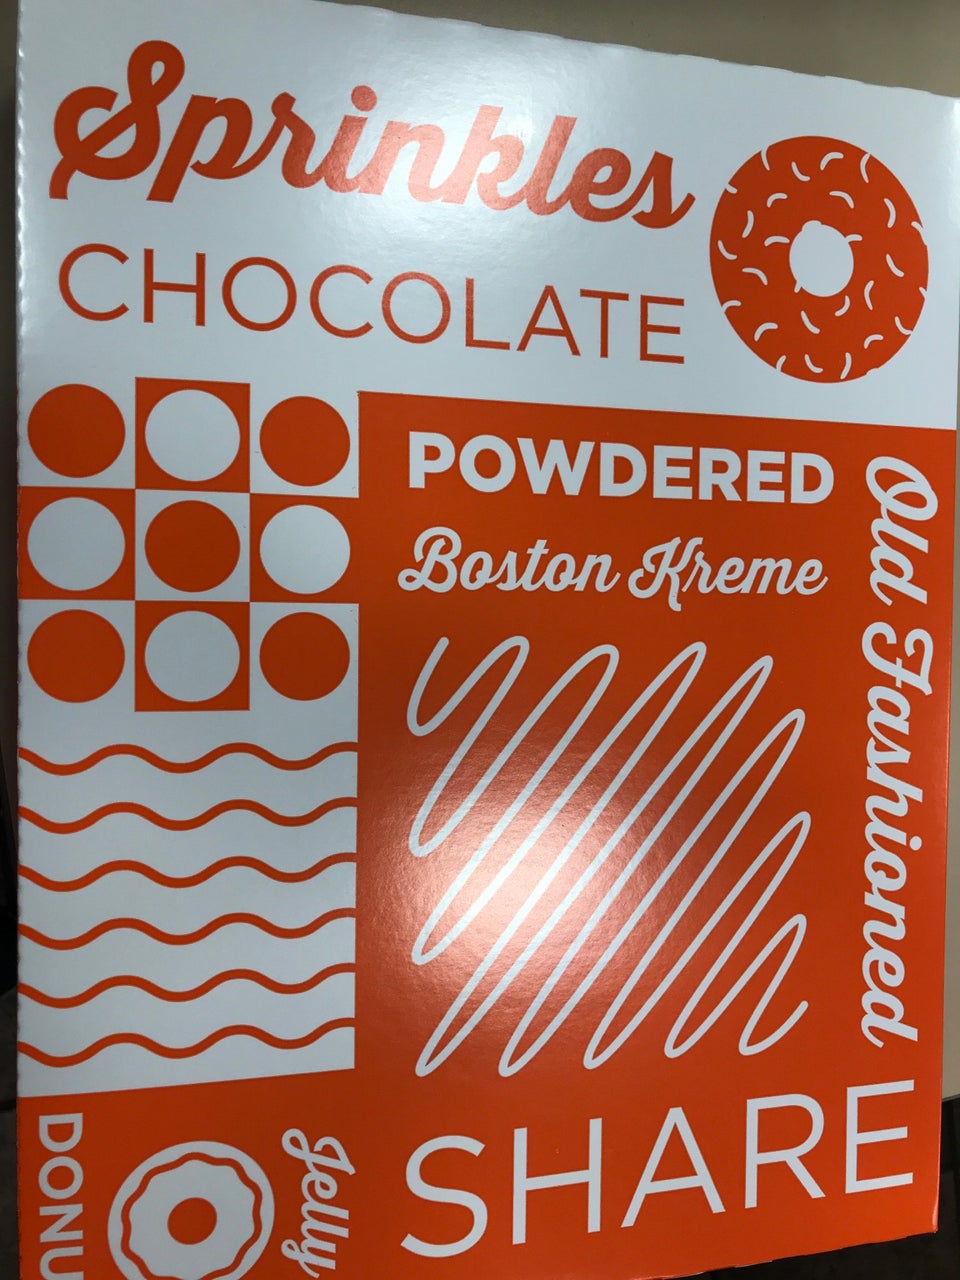 Sprinkles
CHOCOLATE
POWDERED
Boston Kreme
Old Fashioned
SHARE
Jelly
DONU